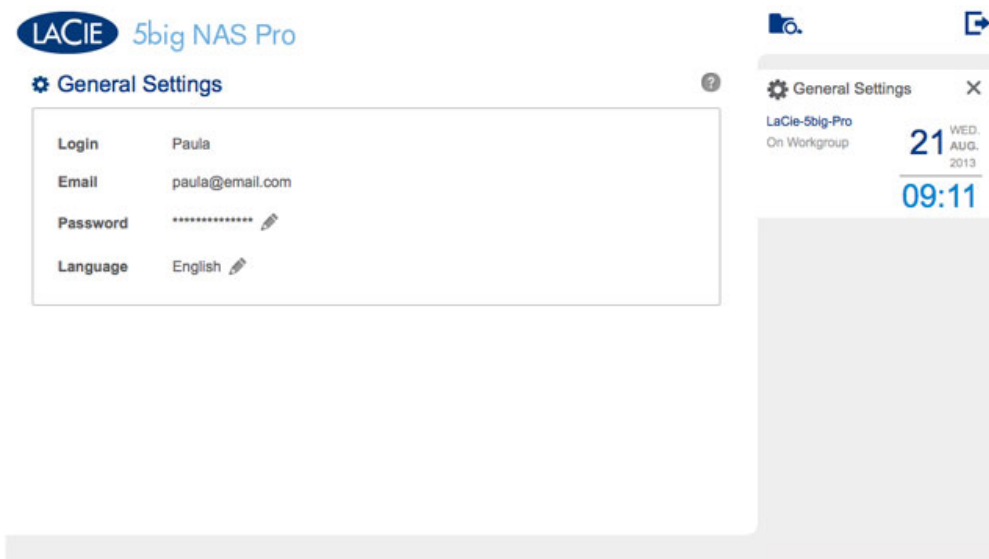 LACIE 5big NAS Pro
General Settings
?
Login Paula
Email paula@email.com
Password **************
Language English
General Settings
LaCie-5big-Pro
On Workgroup
21 WED.
AUG.
2013
09:11